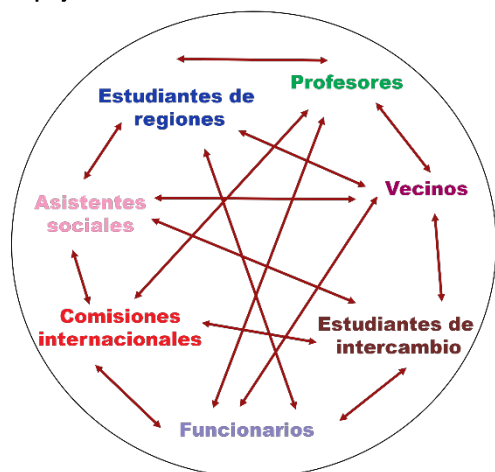 Profesores
Estudiantes de
regiones
Vecinos
Asistentes
sociales
Comisiones
internacionales
Estudiantes de
intercambio
Funcionarios